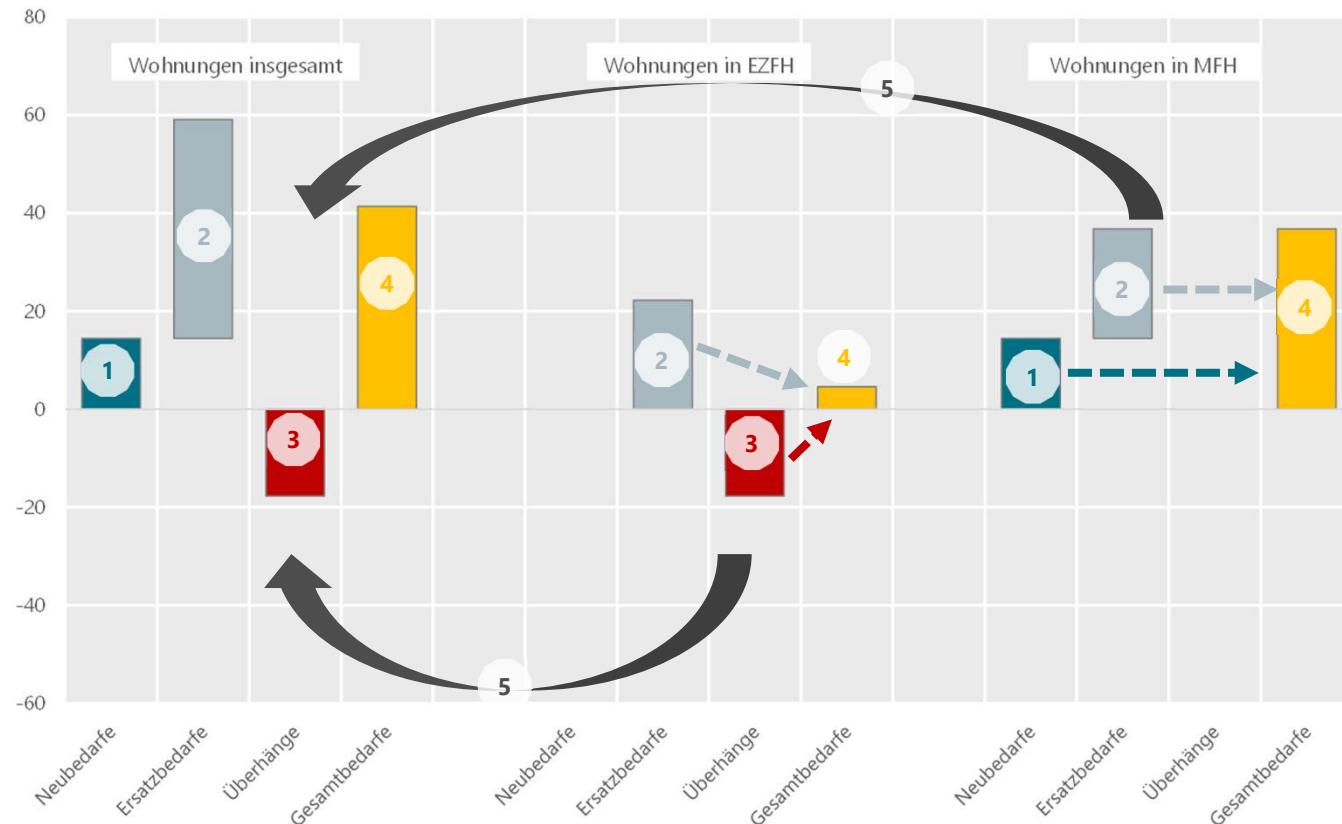 80
60
40
20
0
-20
-40
-60
Wohnungen insgesamt
Wohnungen in EZFH
Wohnungen in MFH
5
1
2
3
4
2
3
4
1
2
4
5
Neubedarfe
Ersatzbedarfe
Überhänge
Gesamtbedarfe
Neubedarfe
Ersatzbedarfe
Überhänge
Gesamtbedarfe
Neubedarfe
Ersatzbedarfe
Überhänge
Gesamtbedarfe